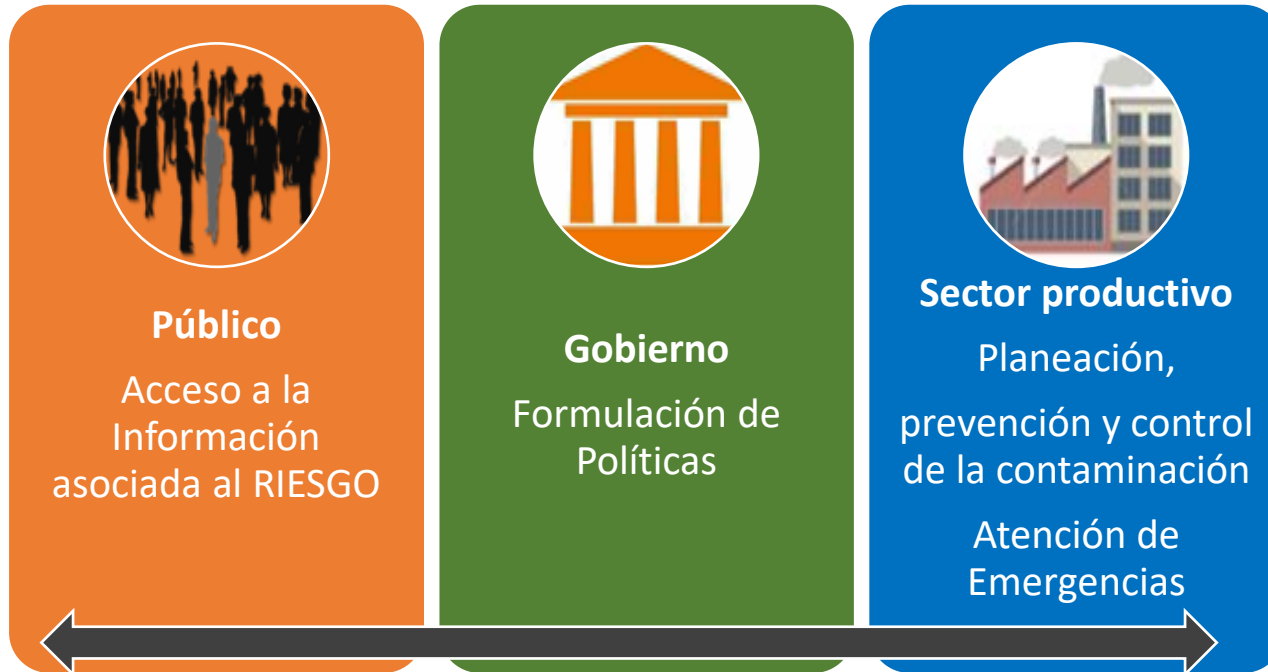 Público
Acceso a la
Información
asociada al RIESGO
Gobierno
Formulación de
Políticas
Sector productivo
Planeación,
prevención y control
de la contaminación
Atención de
Emergencias